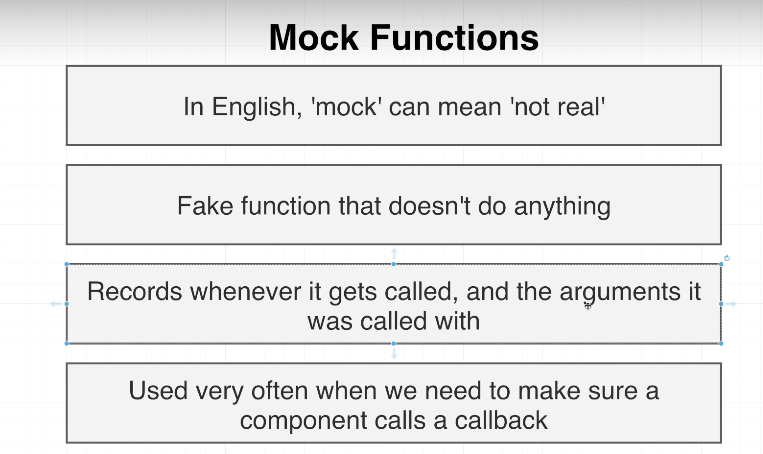 Mock Functions
In English, 'mock' can mean 'not real'
Fake function that doesn't do anything
Records whenever it gets called, and the arguments it
was called with
Used very often when we need to make sure a
component calls a callback